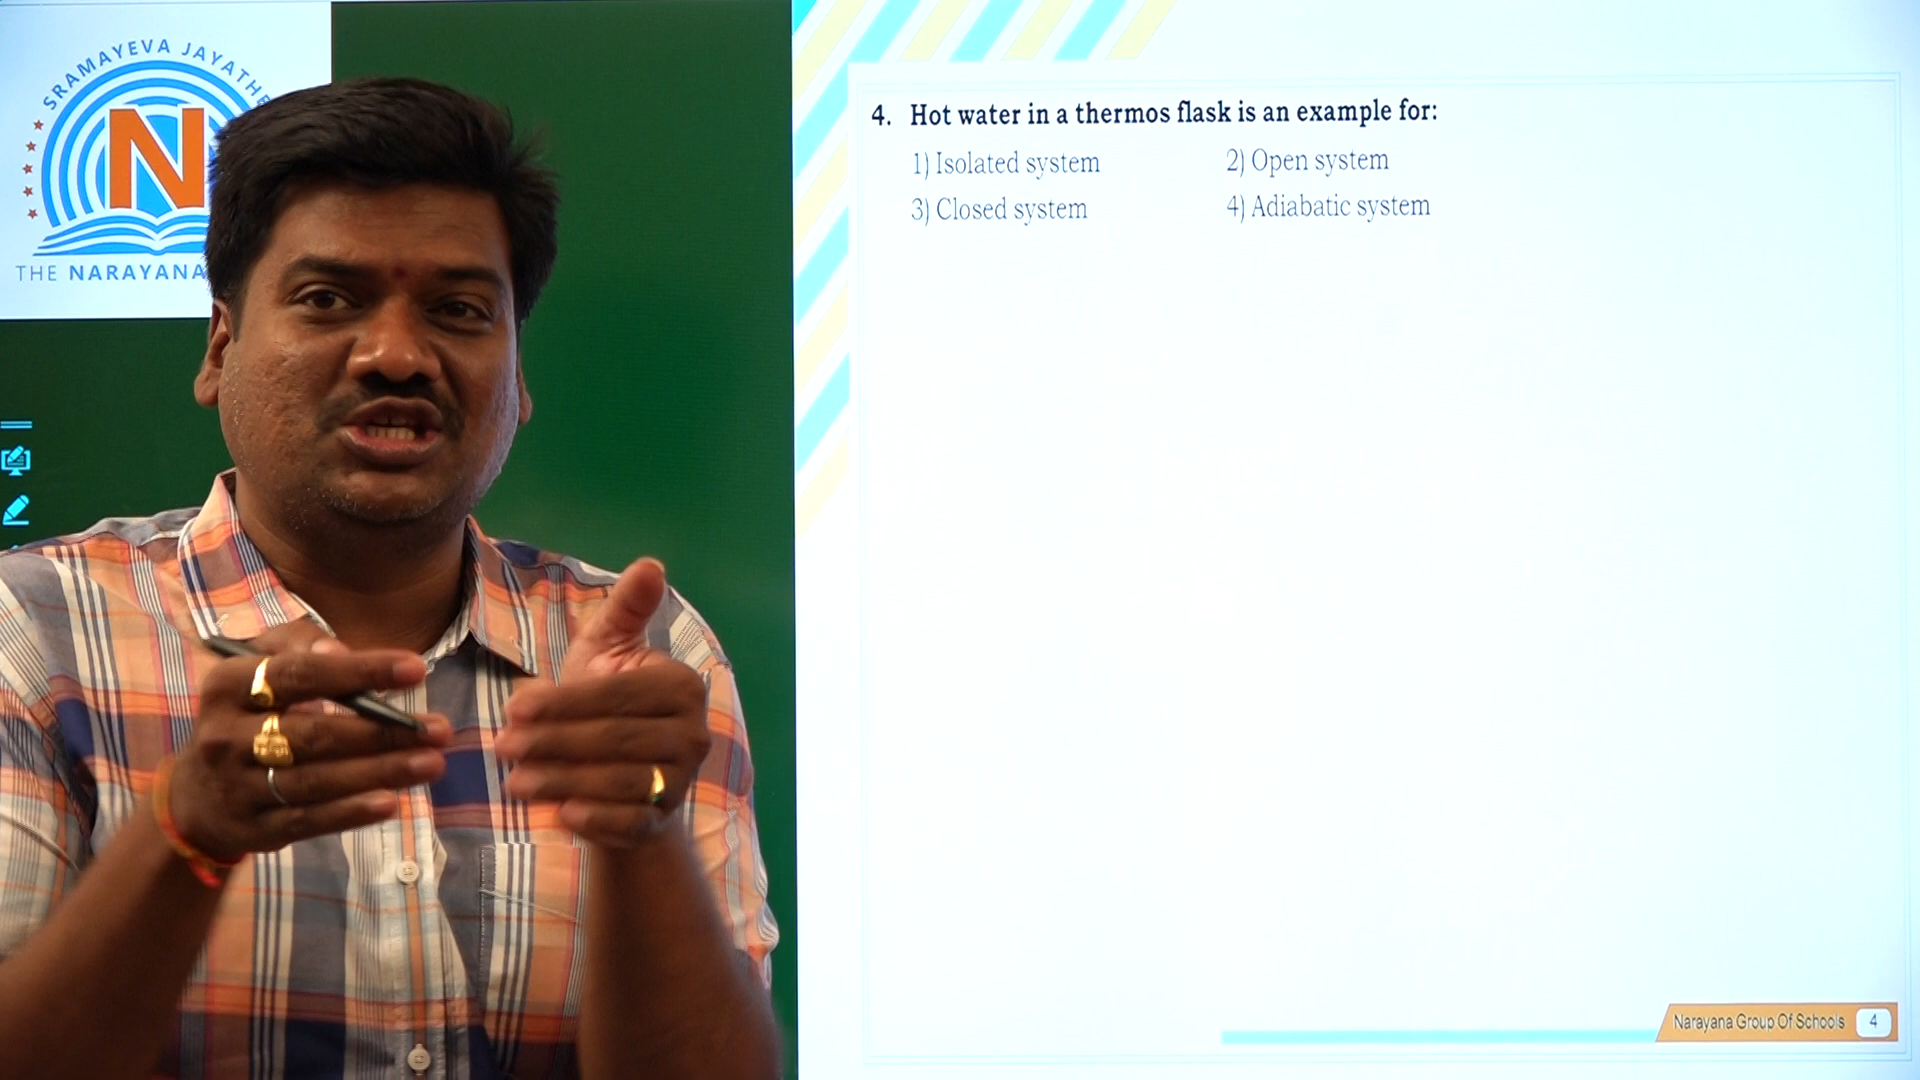 SRAMAYEVA JAYATHE
N
THE NARAYANA
4. Hot water in a thermos flask is an example for:
1) Isolated system 2) Open system
3) Closed system 4) Adiabatic system
Narayana Group Of Schools 4